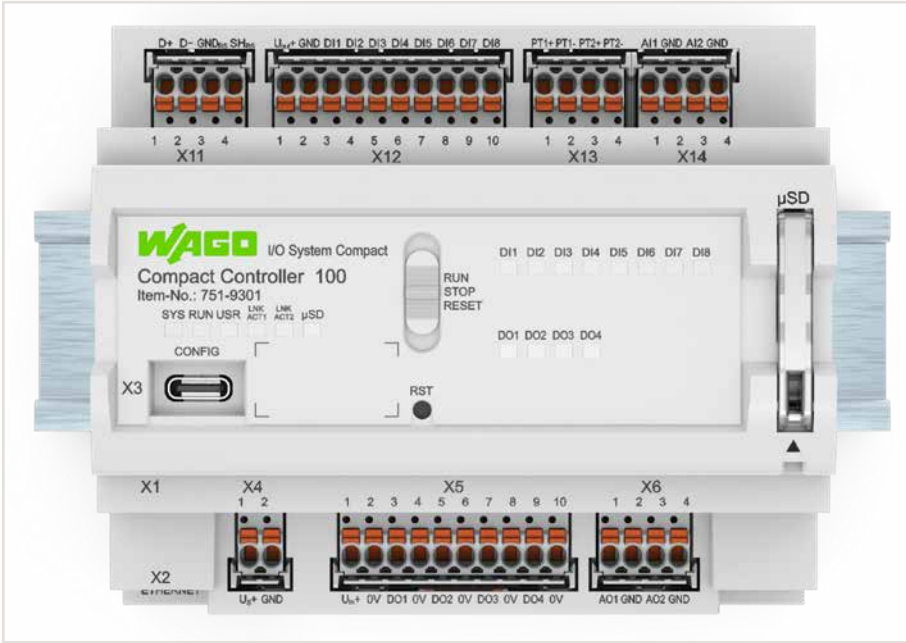 D+ D- GND SH
U + GND DI1 DI2 DI3 DI4 DI5 DI6 DI7 DI8
PT1+ PT1- PT2+ PT2-
AI1 GND AI2 GND
1 2 3 4
1 2 3 4 5 6 7 8 9 10
1 2 3 4
1 2 3 4
X11
X12
X13
X14
µSD
WAGO I/O System Compact
Compact Controller 100
Item-No.: 751-9301
SYS RUN USR LNK ACT1 LNK ACT2 µSD
CONFIG
X3
RUN
STOP
RESET
RST
DI1 DI2 DI3 DI4 DI5 DI6 DI7 DI8
DO1 DO2 DO3 DO4
X1
X4
X5
X6
1 2
1 2 3 4 5 6 7 8 9 10
1 2 3 4
X2
ETHERNET
U + GND
U + 0V DO1 0V DO2 0V DO3 0V DO4 0V
AO1 GND AO2 GND